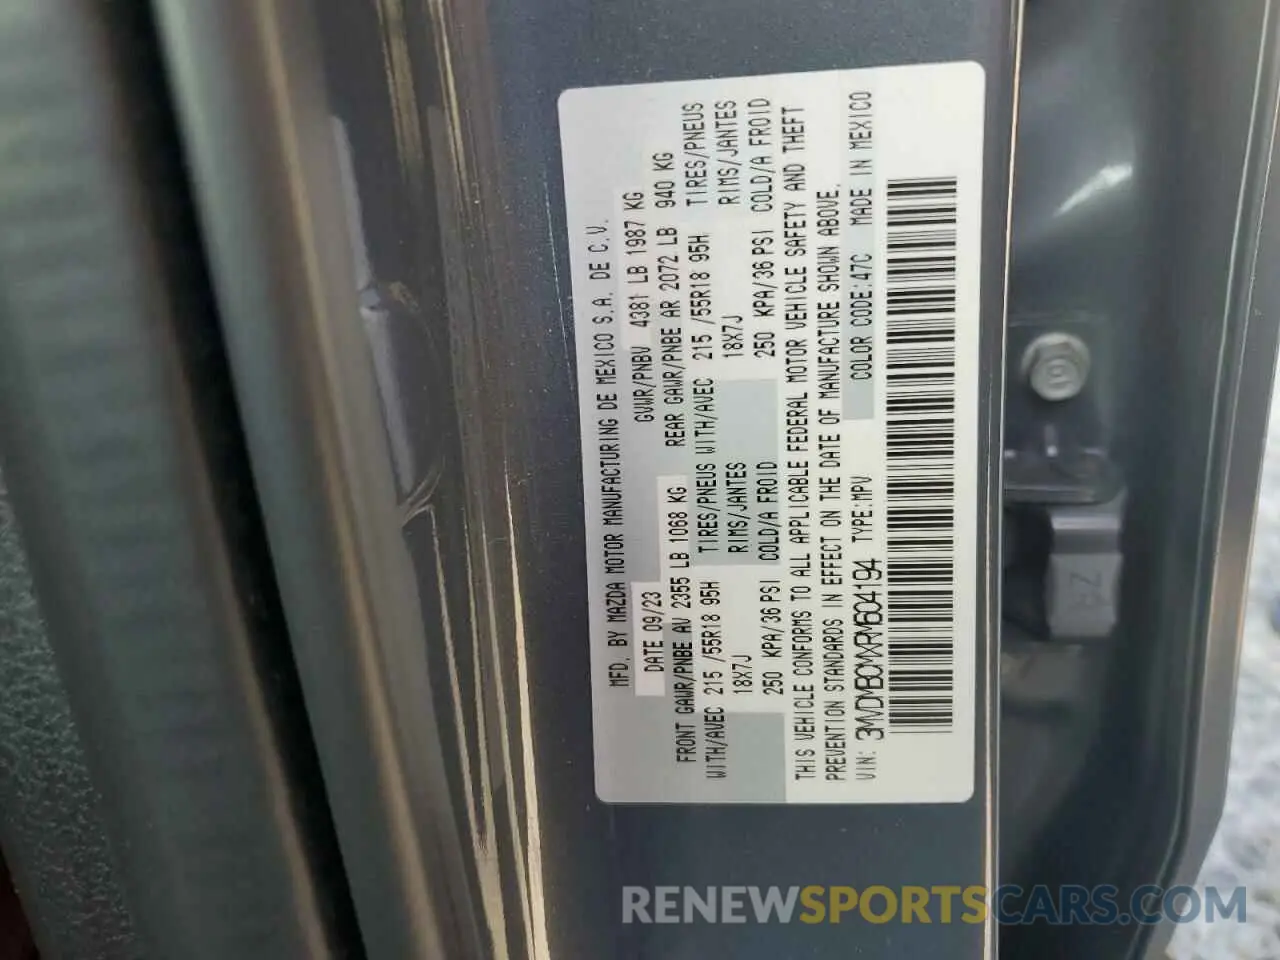 MFD. BY MAZDA MOTOR MANUFACTURING DE MEXICO S.A. DE C.V.
DATE 09/23 GVWR/PNBV 4381 LB 1987 KG
FRONT GAWR/PNBE AV 2355 LB 1068 KG REAR GAWR/PNBE AR 2072 LB 940 KG
WITH/AVEC 215 /55R18 95H TIRES/PNEUS WITH/AVEC 215 /55R18 95H TIRES/PNEUS
18X7J RIMS/JANTES 18X7J RIMS/JANTES
250 KPA/36 PSI COLD/A FROID 250 KPA/36 PSI COLD/A FROID
THIS VEHICLE CONFORMS TO ALL APPLICABLE FEDERAL MOTOR VEHICLE SAFETY AND THEFT
PREVENTION STANDARDS IN EFFECT ON THE DATE OF MANUFACTURE SHOWN ABOVE.
VIN: 3MVDMBCMXRM604194 TYPE:MPV COLOR CODE:47C MADE IN MEXICO
RENEWSPORTSCARS.COM